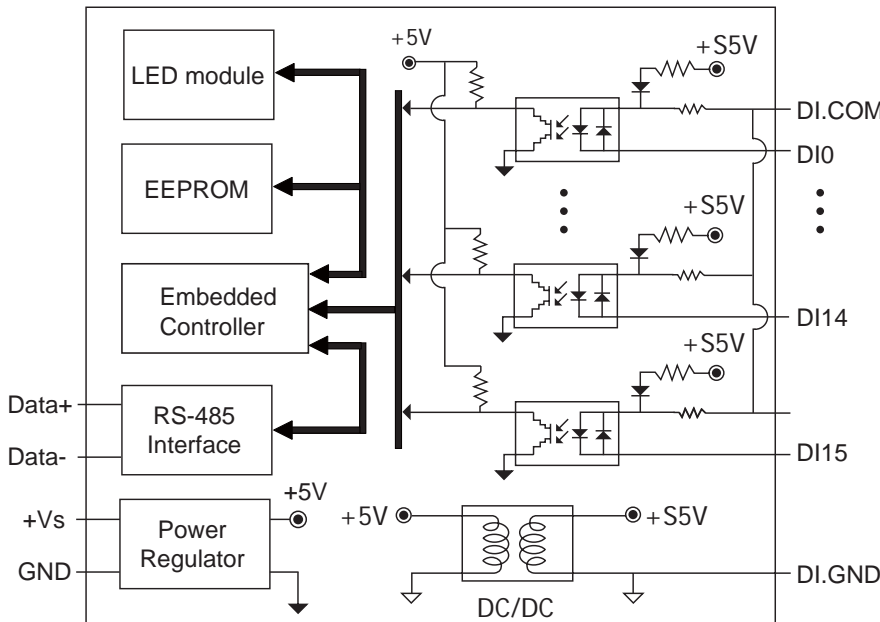 +5V
+S5V
LED module
DI.COM
DI0
EEPROM
+S5V
Embedded
Controller
DI14
+S5V
Data+
RS-485
Interface
Data-
DI15
+5V
+Vs
Power
Regulator
+5V
+S5V
GND
DI.GND
DC/DC